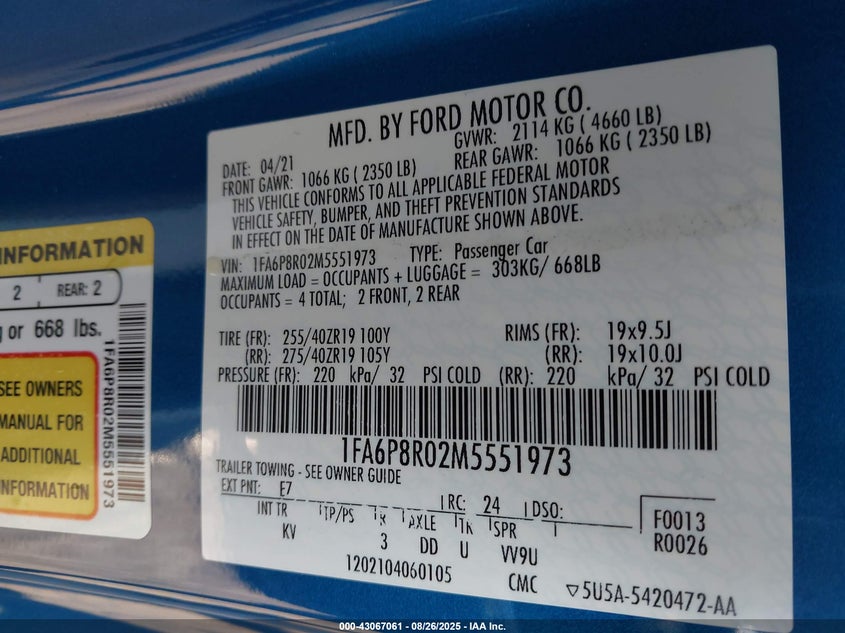 INFORMATION
2 REAR: 2
or 668 lbs.
SEE OWNERS
MANUAL FOR
ADDITIONAL
INFORMATION
1FA6P8R02M5551973
MFD. BY FORD MOTOR CO.
DATE: 04/21 GVWR: 2114 KG ( 4660 LB)
FRONT GAWR: 1066 KG ( 2350 LB) REAR GAWR: 1066 KG ( 2350 LB)
THIS VEHICLE CONFORMS TO ALL APPLICABLE FEDERAL MOTOR
VEHICLE SAFETY, BUMPER, AND THEFT PREVENTION STANDARDS
IN EFFECT ON THE DATE OF MANUFACTURE SHOWN ABOVE.
VIN: 1FA6P8R02M5551973 TYPE: Passenger Car
MAXIMUM LOAD = OCCUPANTS + LUGGAGE = 303KG/ 668LB
OCCUPANTS = 4 TOTAL; 2 FRONT, 2 REAR
TIRE (FR): 255/40ZR19 100Y RIMS (FR): 19x9.5J
(RR): 275/40ZR19 105Y (RR): 19x10.0J
PRESSURE (FR): 220 kPa/ 32 PSI COLD (RR): 220 kPa/ 32 PSI COLD
1FA6P8R02M5551973
TRAILER TOWING - SEE OWNER GUIDE
EXT PNT: E7 RC: 24 DSO: F0013
INT TR TP/PS R AXLE TR SPR R0026
KV 3 DD U VV9U
1202104060105 CMC ▽5U5A-5420472-AA
000-43067061 - 08/26/2025 - IAA Inc.